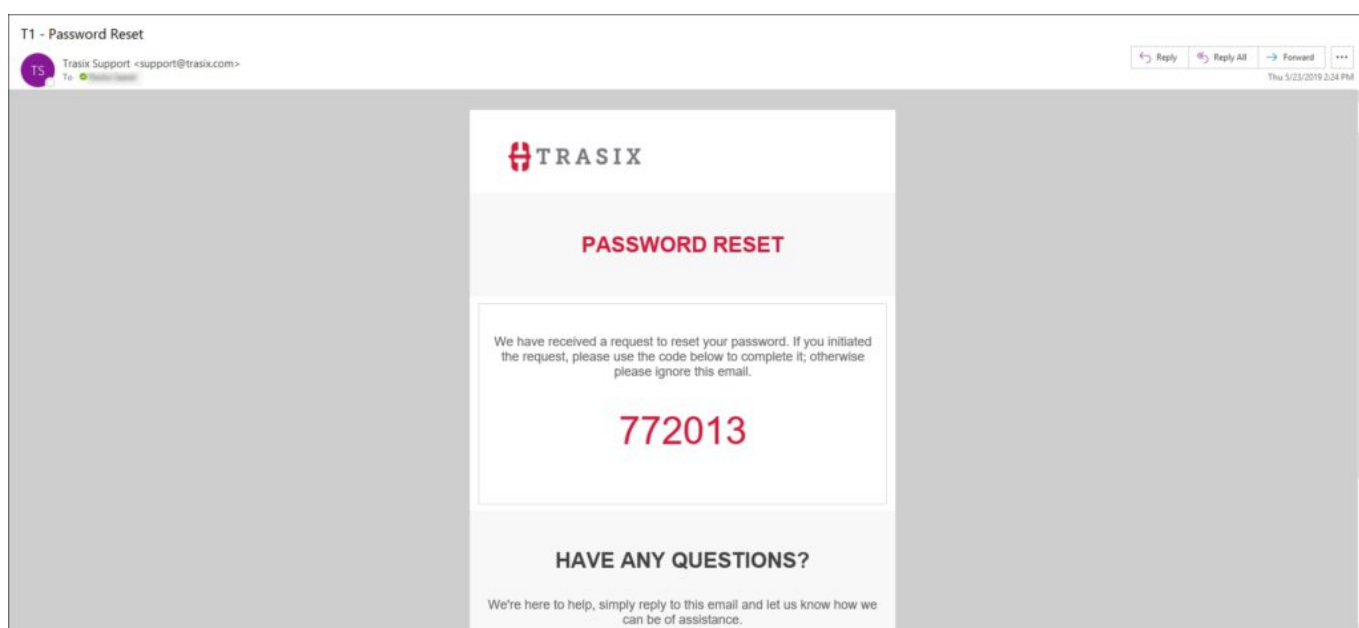 T1 - Password Reset
TS
Trasix Support <support@trasix.com>
To
Reply
Reply All
Forward
Thu 5/23/2019 2:24 PM
TRASIX
PASSWORD RESET
We have received a request to reset your password. If you initiated
the request, please use the code below to complete it; otherwise
please ignore this email.
772013
HAVE ANY QUESTIONS?
We're here to help, simply reply to this email and let us know how we
can be of assistance.